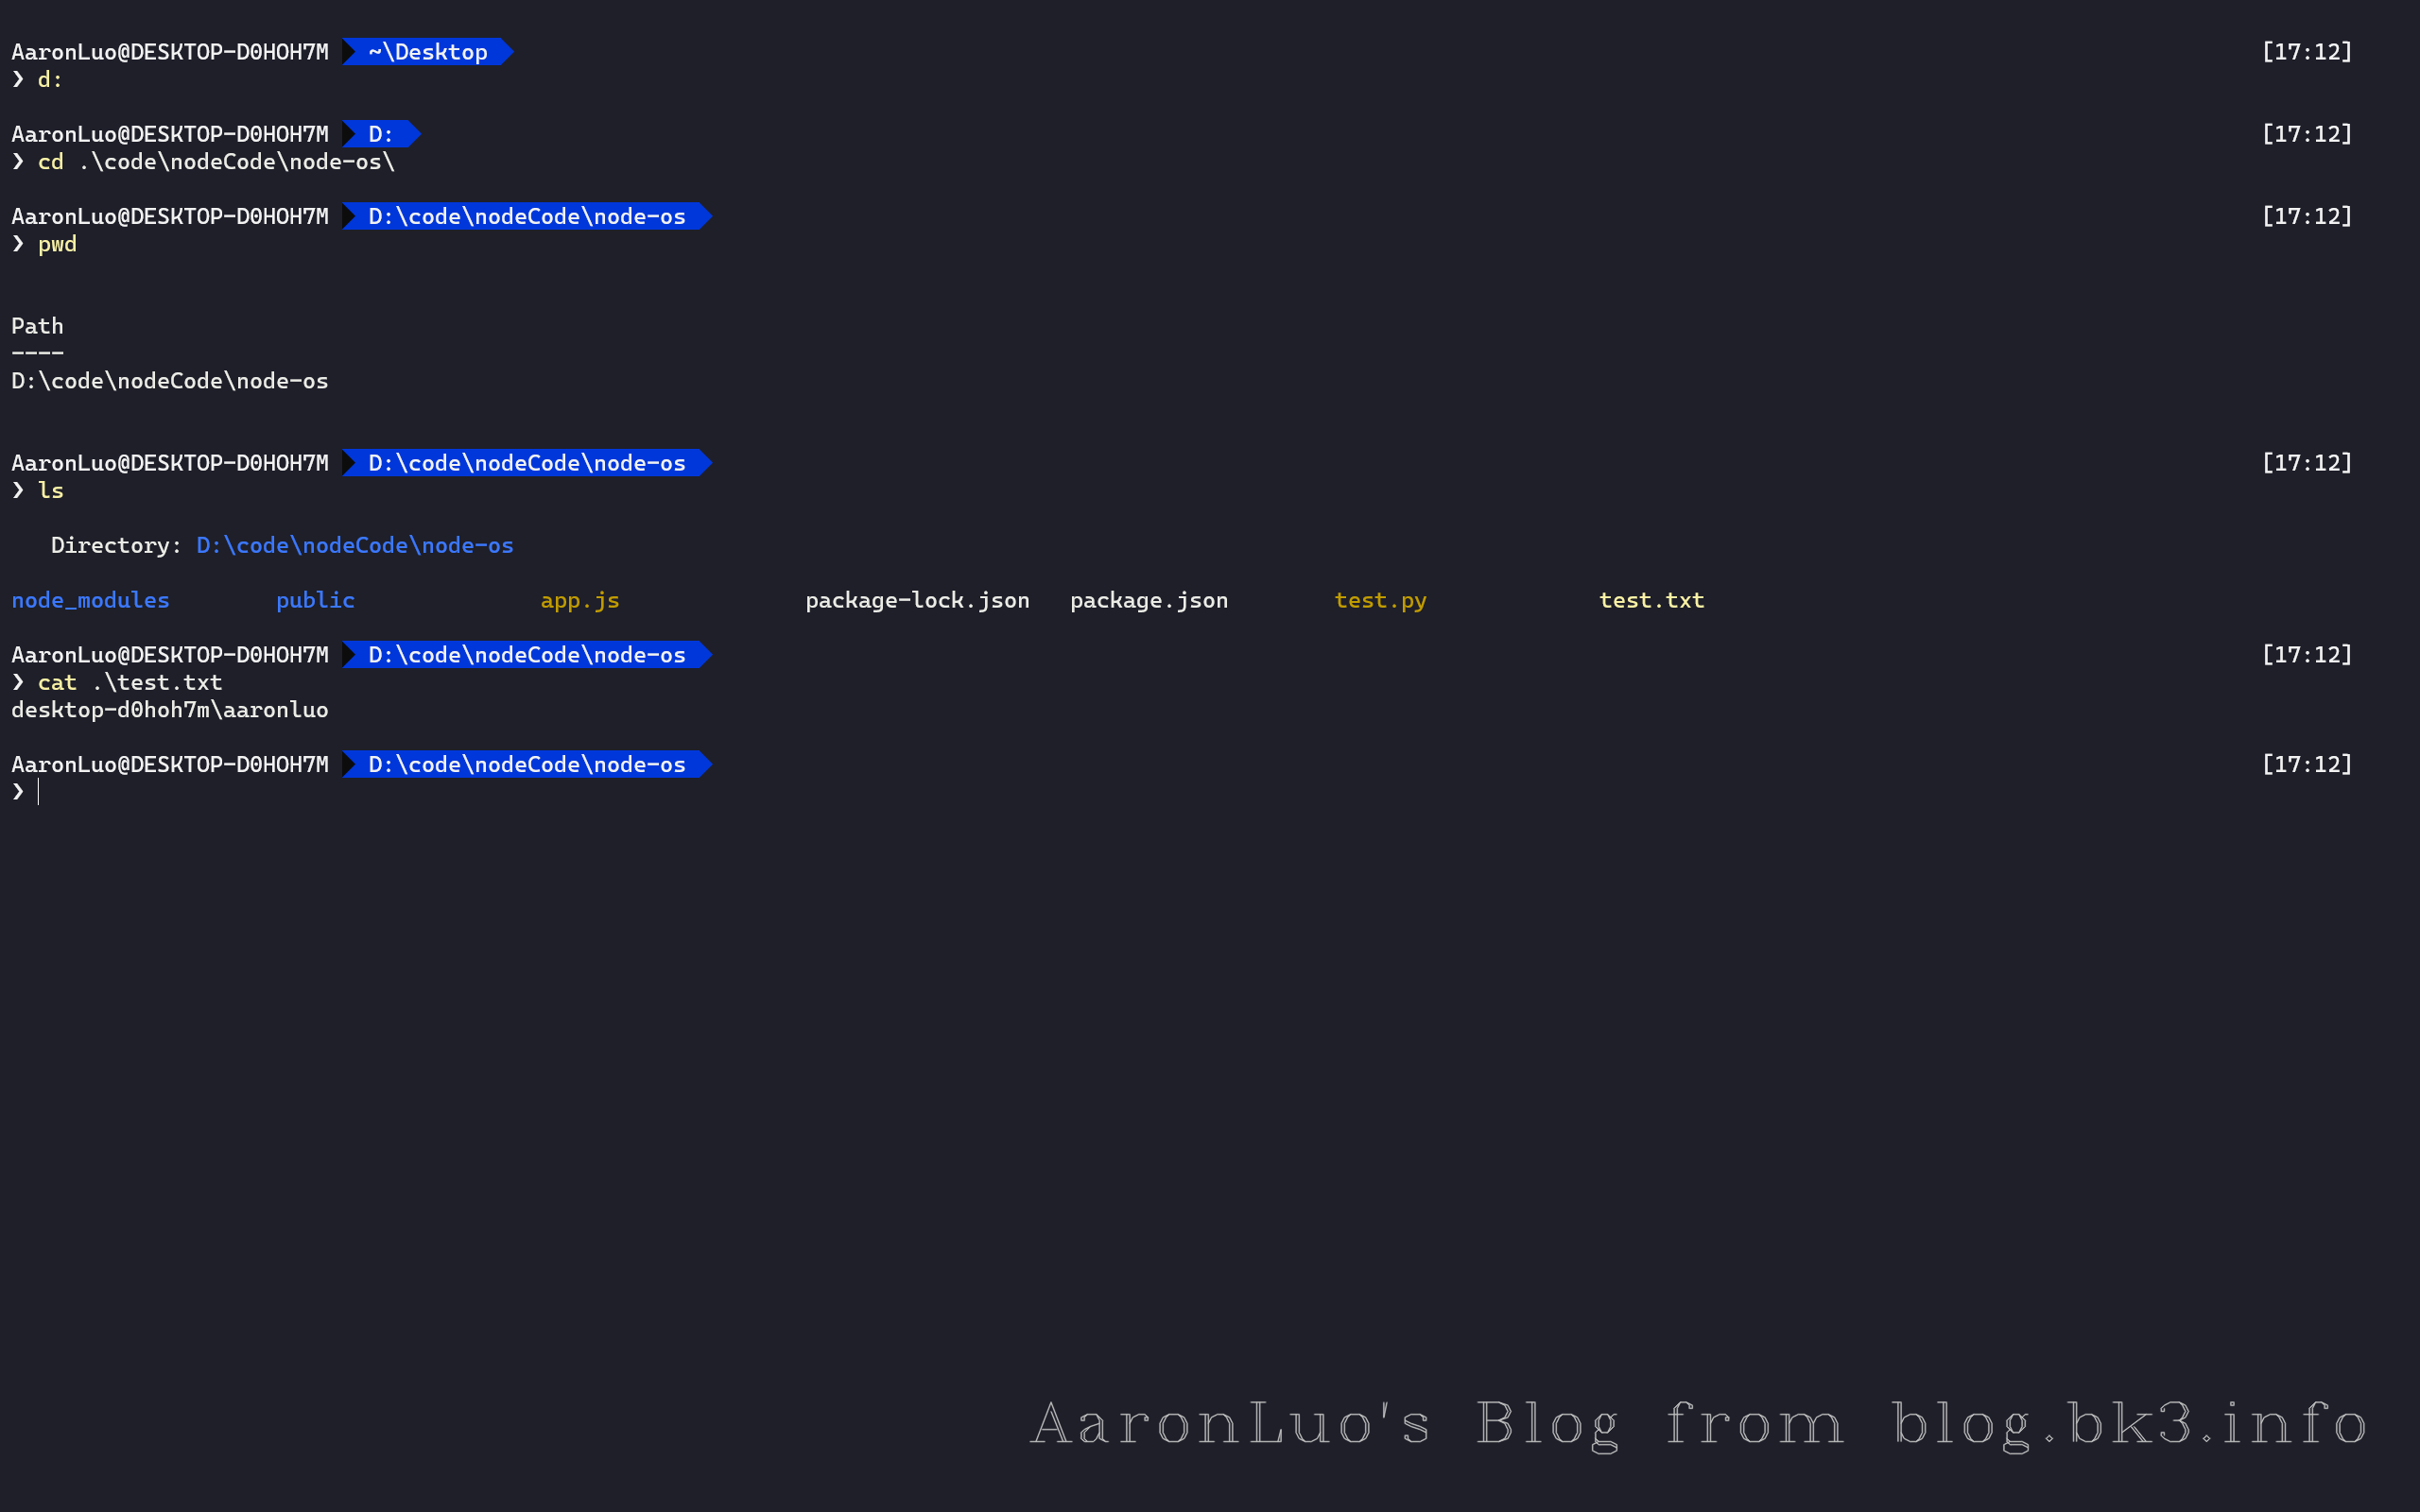 AaronLuo@DESKTOP-D0HOH7M ~\Desktop [17:12]
❯ d:
AaronLuo@DESKTOP-D0HOH7M D: [17:12]
❯ cd .\code\nodeCode\node-os\
AaronLuo@DESKTOP-D0HOH7M D:\code\nodeCode\node-os [17:12]
❯ pwd
Path
----
D:\code\nodeCode\node-os
AaronLuo@DESKTOP-D0HOH7M D:\code\nodeCode\node-os [17:12]
❯ ls
Directory: D:\code\nodeCode\node-os
node_modules public app.js package-lock.json package.json test.py test.txt
AaronLuo@DESKTOP-D0HOH7M D:\code\nodeCode\node-os [17:12]
❯ cat .\test.txt
desktop-d0hoh7m\aaronluo
AaronLuo@DESKTOP-D0HOH7M D:\code\nodeCode\node-os [17:12]
❯
AaronLuo's Blog from blog.bk3.info